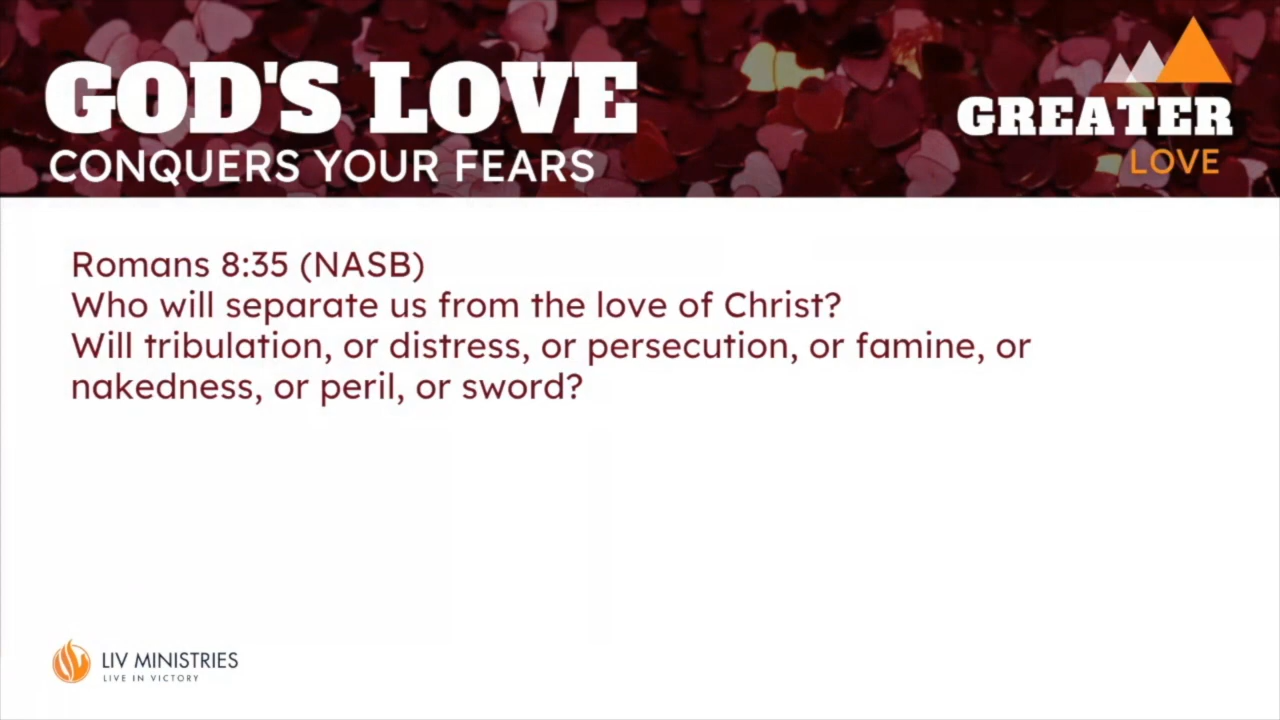 GOD'S LOVE
CONQUERS YOUR FEARS
GREATER
LOVE
Romans 8:35 (NASB)
Who will separate us from the love of Christ?
Will tribulation, or distress, or persecution, or famine, or
nakedness, or peril, or sword?
LIV MINISTRIES
LIVE IN VICTORY